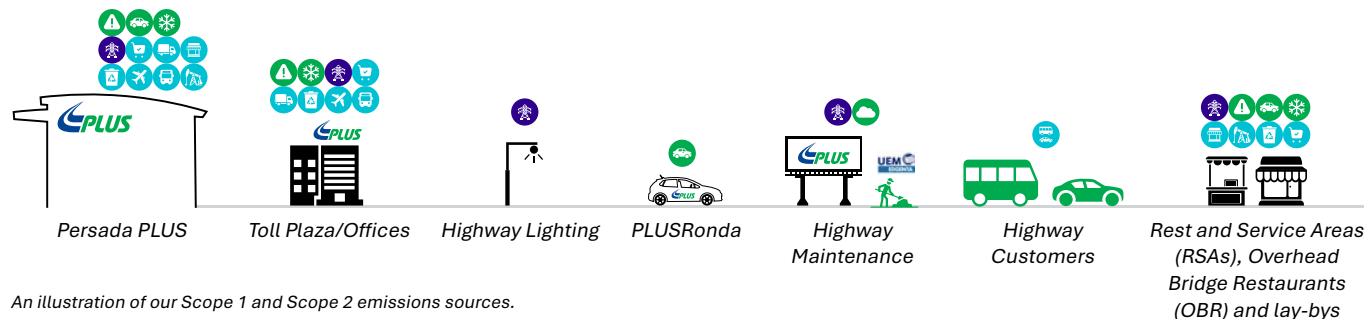 PLUS
PLUS
PLUS
PLUS
UEM
EDGENTA
Persada PLUS
Toll Plaza/Offices
Highway Lighting
PLUSRonda
Highway
Maintenance
Highway
Customers
Rest and Service Areas
(RSAs), Overhead
Bridge Restaurants
(OBR) and lay-bys
An illustration of our Scope 1 and Scope 2 emissions sources.